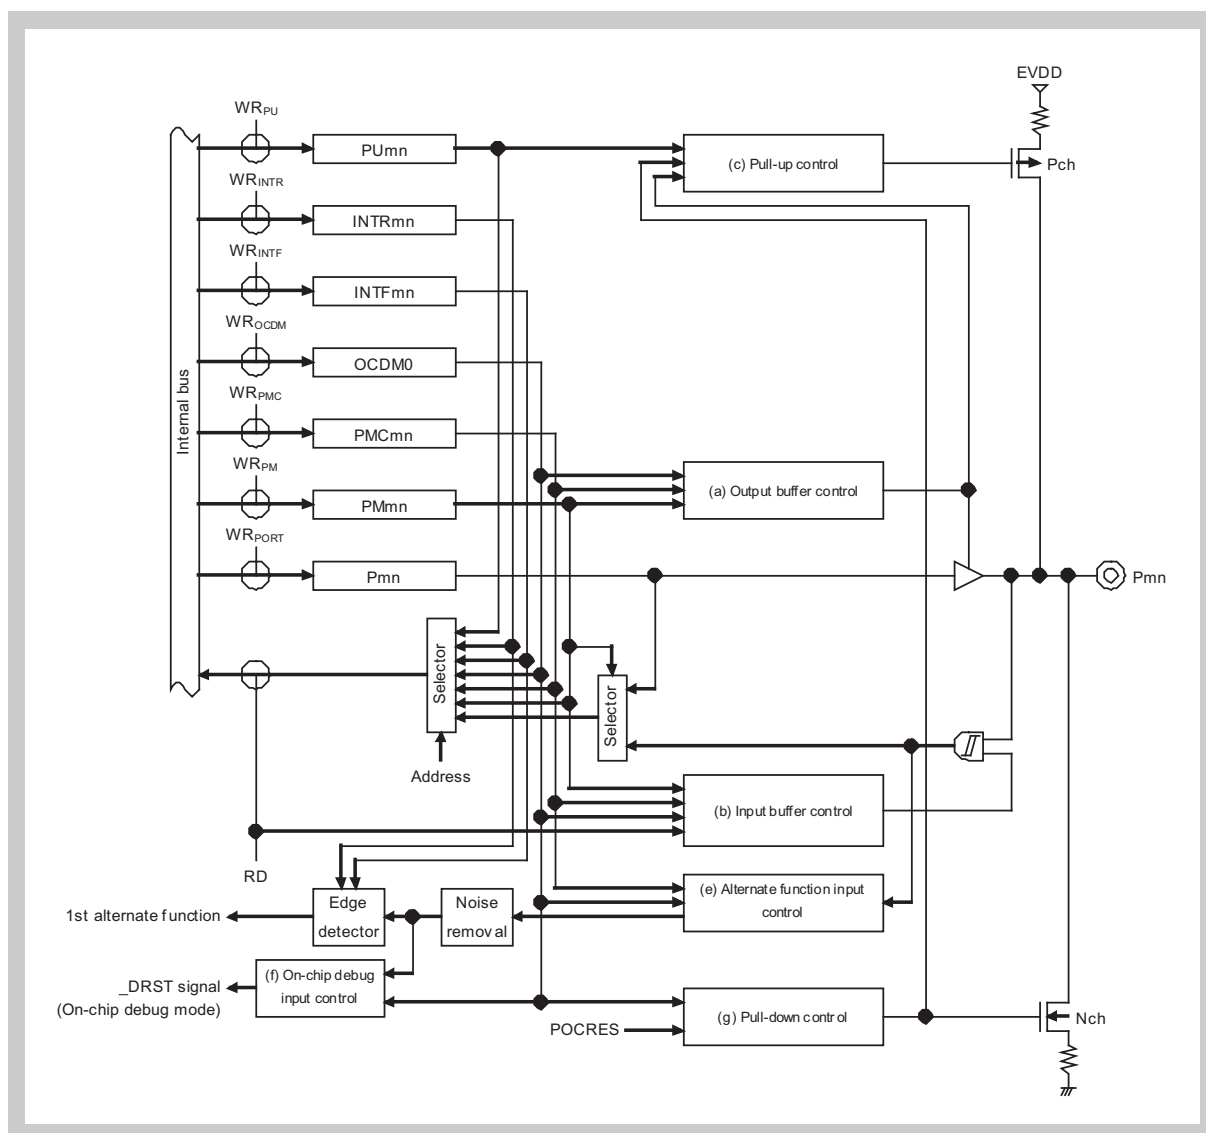 EVDD
WRPU
PUmn
(c) Pull-up control
Pch
WRINTR
INTRmn
WRINTF
INTFmn
WROCDM
OCDM0
Internal bus
WRPMC
PMCmn
WRPM
PMmn
(a) Output buffer control
WRPORT
Pmn
Pmn
Selector
Selector
Address
(b) Input buffer control
RD
(e) Alternate function input
control
1st alternate function
Edge
detector
Noise
removal
_DRST signal
(On-chip debug mode)
(f) On-chip debug
input control
POCRES
(g) Pull-down control
Nch